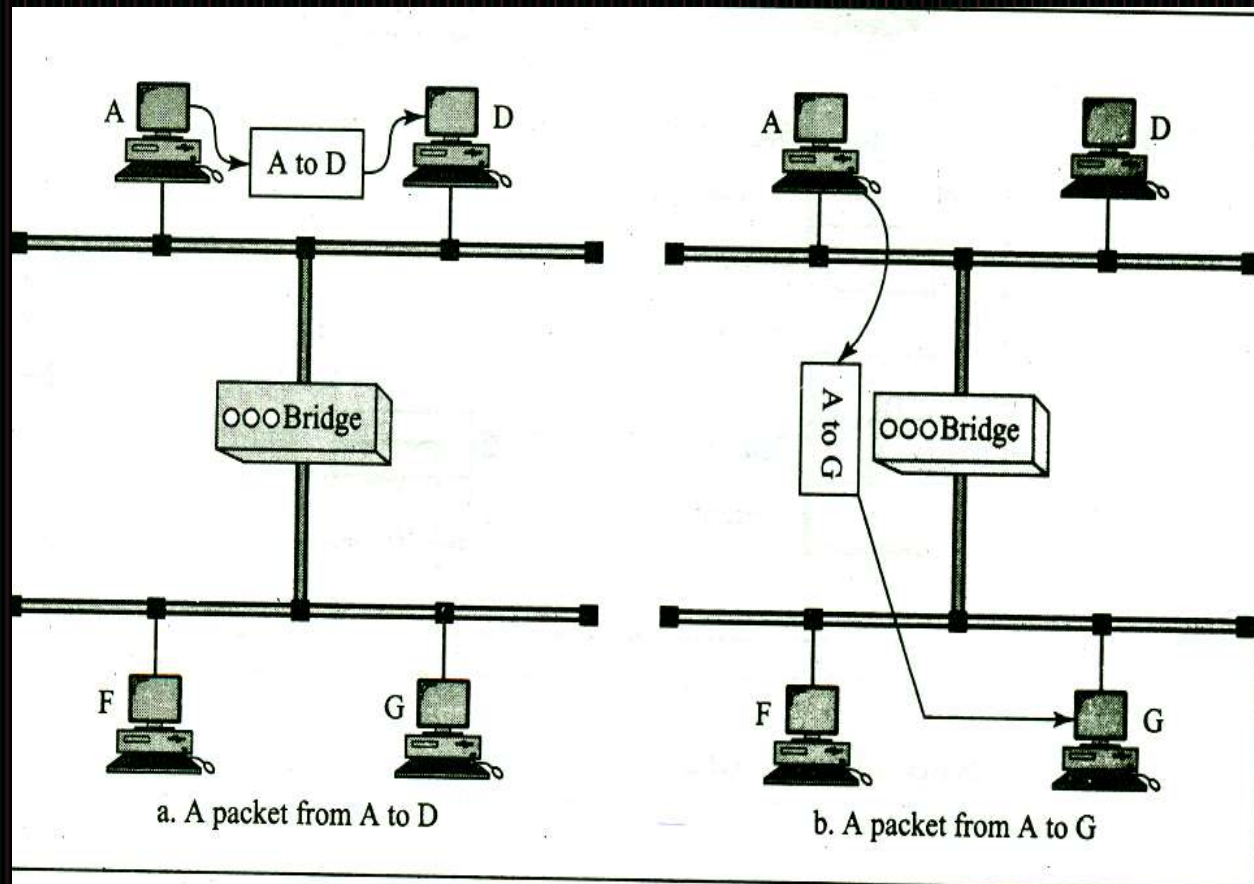 A
A to D
D
OOOBridge
F
G
a. A packet from A to D
A
D
A to G
OOOBridge
F
G
b. A packet from A to G